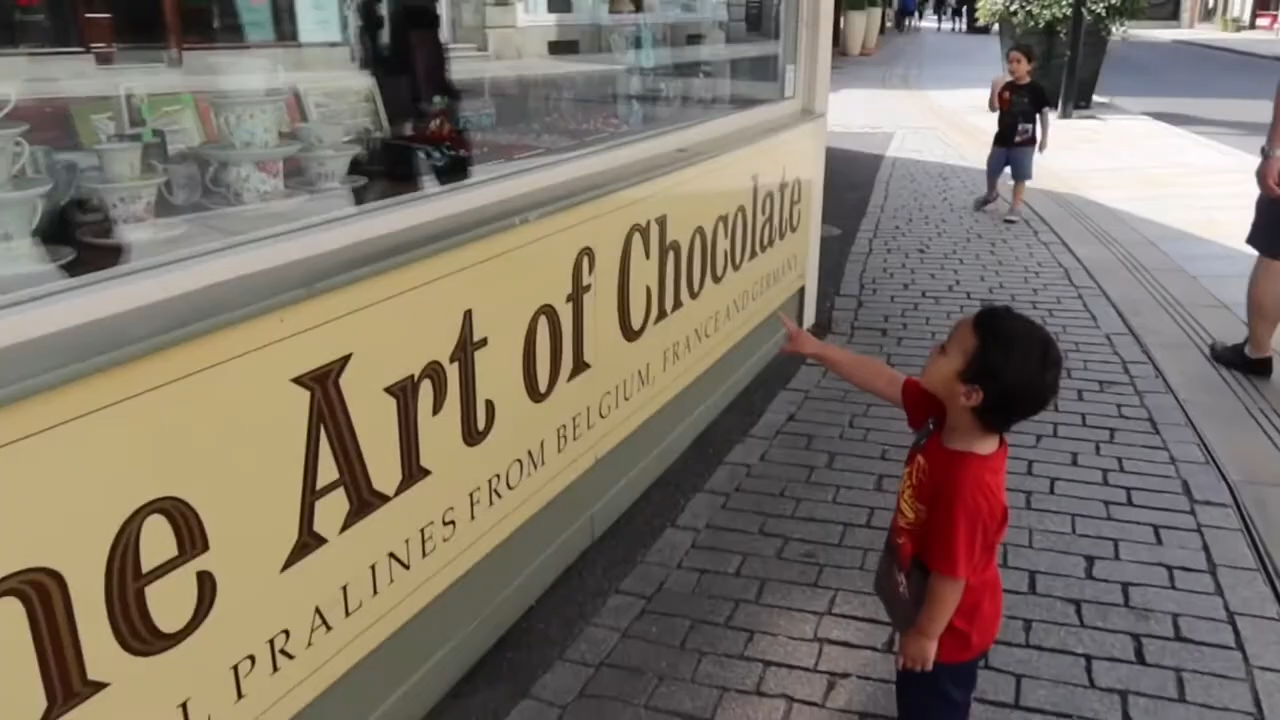 he Art of Chocolate
L PRALINES FROM BELGIUM, FRANCE AND GERMANY